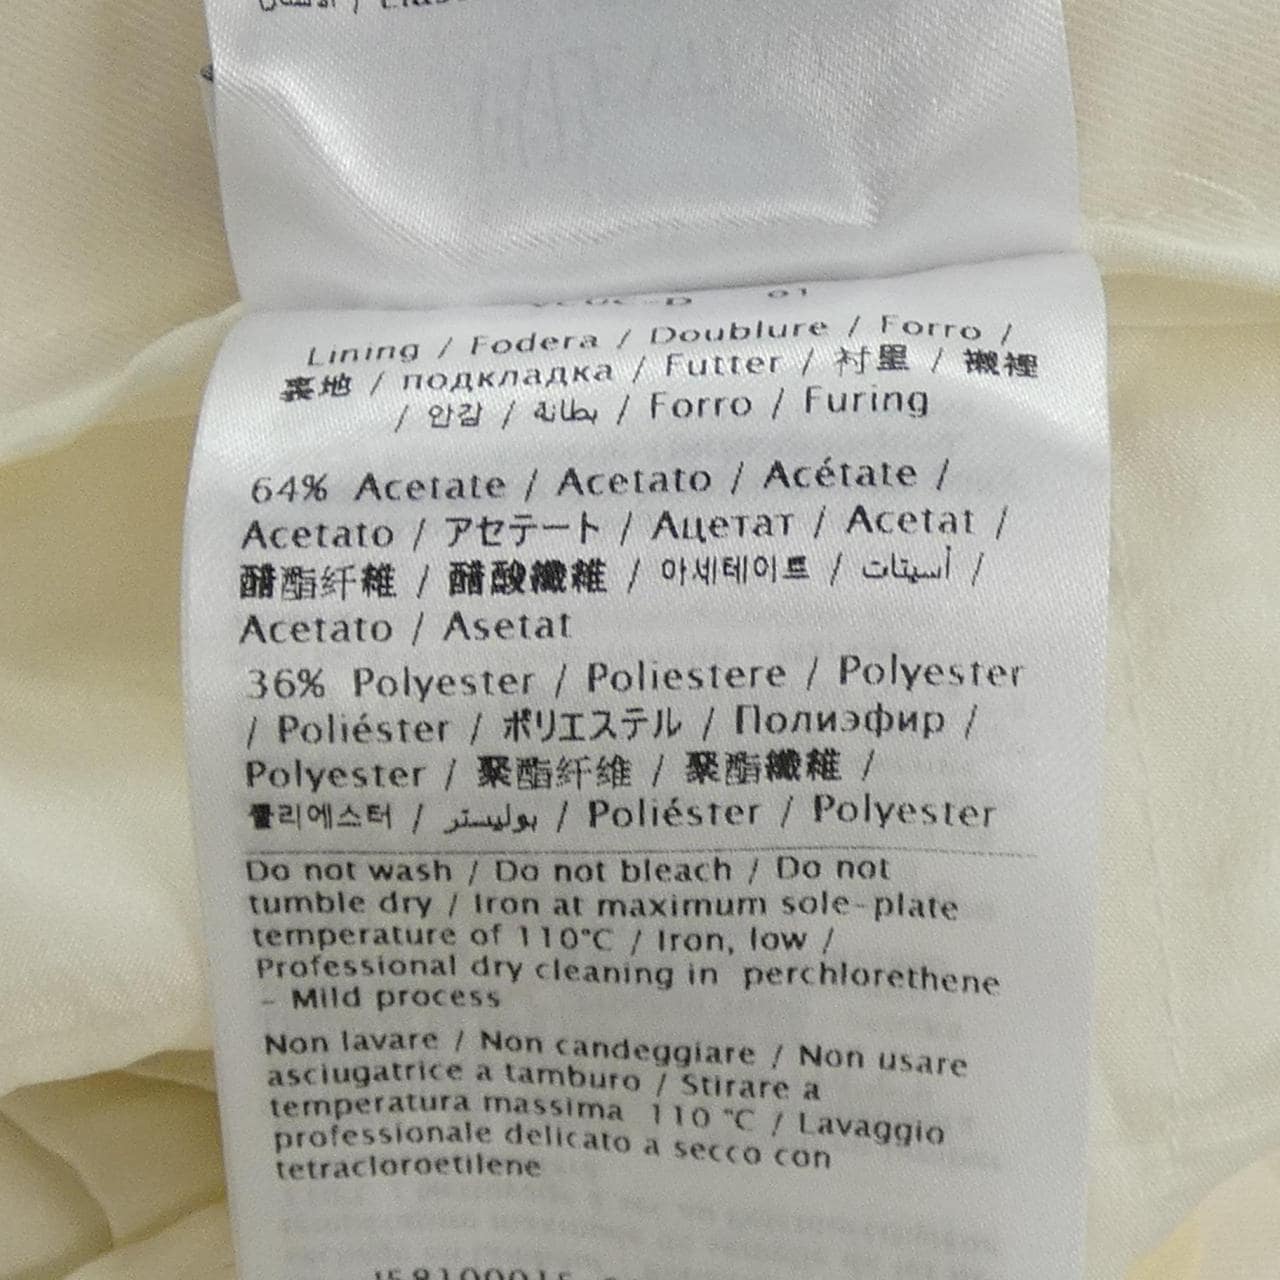 Lining / Fodera / Doublure / Forro /
裏地 / подкладка / Futter / 衬里 / 襯裡
/ 안감 / بطانة / Forro / Furing
64% Acetate / Acetato / Acétate /
Acetato / アセテート / Ацетат / Acetat /
醋酯纤維 / 醋酸纖維 / 아세테이트 / أسيتات /
Acetato / Asetat
36% Polyester / Poliestere / Polyester
/ Poliéster / ポリエステル / Полиэфир /
Polyester / 聚酯纤维 / 聚酯纖維 /
폴리에스터 / بوليستر / Poliéster / Polyester
Do not wash / Do not bleach / Do not
tumble dry / Iron at maximum sole-plate
temperature of 110°C / Iron, low /
Professional dry cleaning in perchlorethene
- Mild process
Non lavare / Non candeggiare / Non usare
asciugatrice a tamburo / Stirare a
temperatura massima 110 °C / Lavaggio
professionale delicato a secco con
tetracloroetilene